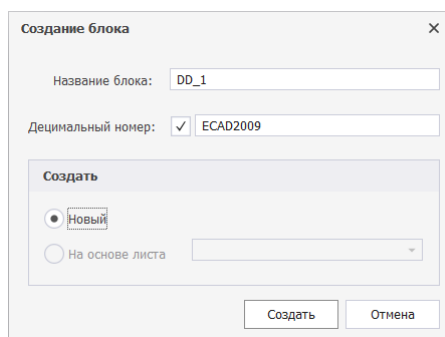 Создание блока
Название блока: DD_1
Децимальный номер: ECAD2009
Создать
Новый
На основе листа
Создать Отмена